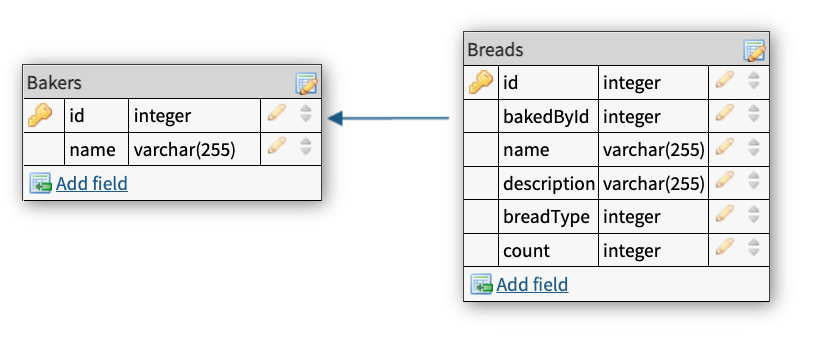 Bakers
id integer
name varchar(255)
Add field
Breads
id integer
bakedById integer
name varchar(255)
description varchar(255)
breadType integer
count integer
Add field